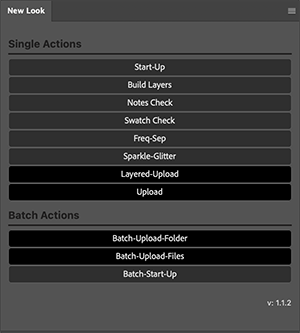 New Look
Single Actions
Start-Up
Build Layers
Notes Check
Swatch Check
Freq-Sep
Sparkle-Glitter
Layered-Upload
Upload
Batch Actions
Batch-Upload-Folder
Batch-Upload-Files
Batch-Start-Up
v: 1.1.2